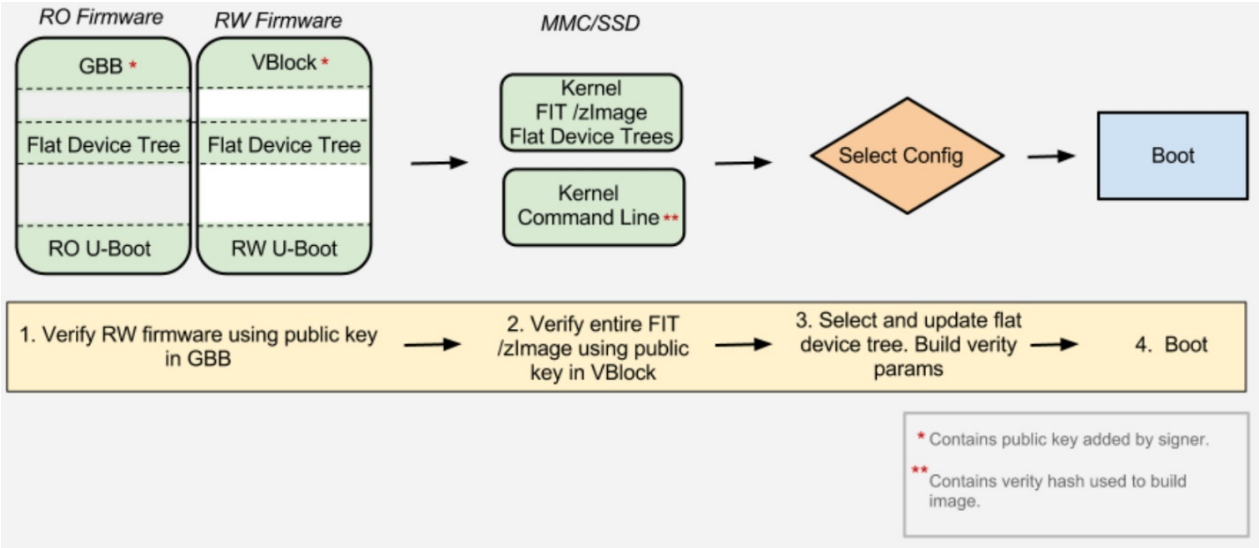 RO Firmware
RW Firmware
MMC/SSD
GBB *
VBlock *
Flat Device Tree
Flat Device Tree
RO U-Boot
RW U-Boot
Kernel
FIT /zImage
Flat Device Trees
Kernel
Command Line **
Select Config
Boot
1. Verify RW firmware using public key
in GBB
2. Verify entire FIT
/zImage using public
key in VBlock
3. Select and update flat
device tree. Build verity
params
4. Boot
* Contains public key added by signer.
** Contains verity hash used to build
image.